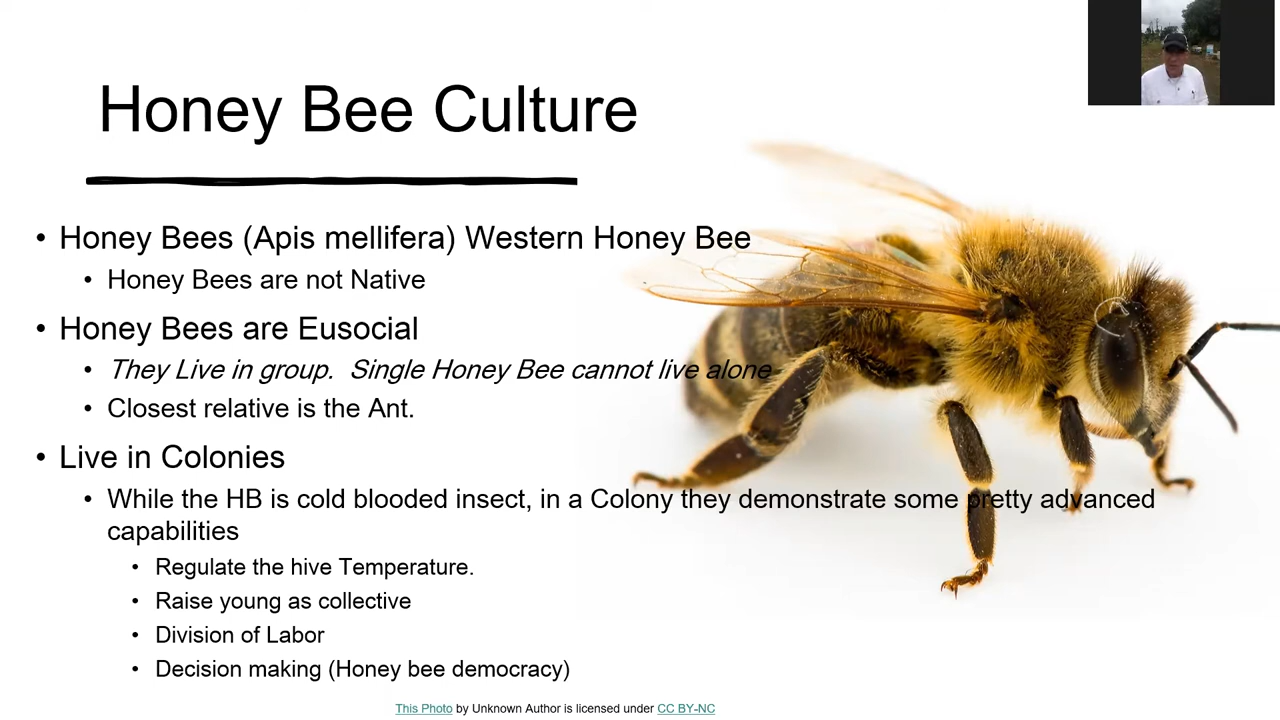 Honey Bee Culture
• Honey Bees (Apis mellifera) Western Honey Bee
• Honey Bees are not Native
• Honey Bees are Eusocial
• They Live in group.  Single Honey Bee cannot live alone
• Closest relative is the Ant.
• Live in Colonies
• While the HB is cold blooded insect, in a Colony they demonstrate some pretty advanced
capabilities
• Regulate the hive Temperature.
• Raise young as collective
• Division of Labor
• Decision making (Honey bee democracy)
This Photo by Unknown Author is licensed under CC BY-NC